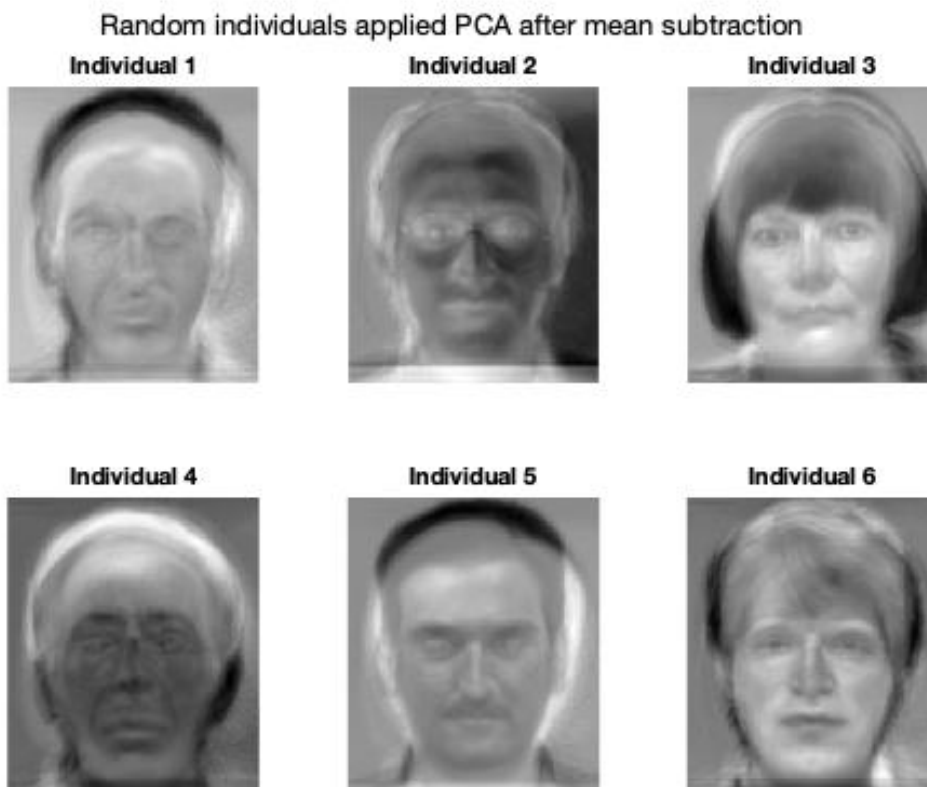 Random individuals applied PCA after mean subtraction
Individual 1
Individual 2
Individual 3
Individual 4
Individual 5
Individual 6